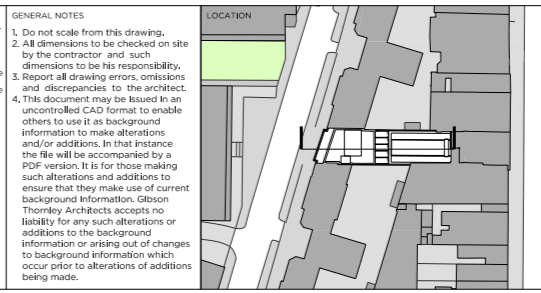 GENERAL NOTES
1. Do not scale from this drawing.
2. All dimensions to be checked on site
by the contractor and such
dimensions to be his responsibility.
3. Report all drawing errors, omissions
and discrepancies to the architect.
4. This document may be issued in an
uncontrolled CAD format to enable
others to use it as background
information to make alterations
and/or additions. In that instance
the file will be accompanied by a
PDF version. It is for those making
such alterations and additions to
ensure that they make use of current
background information. Gibson
Thornley Architects accepts no
liability for any such alterations or
additions to the background
information or arising out of changes
to background information which
occur prior to alterations of additions
being made.
LOCATION